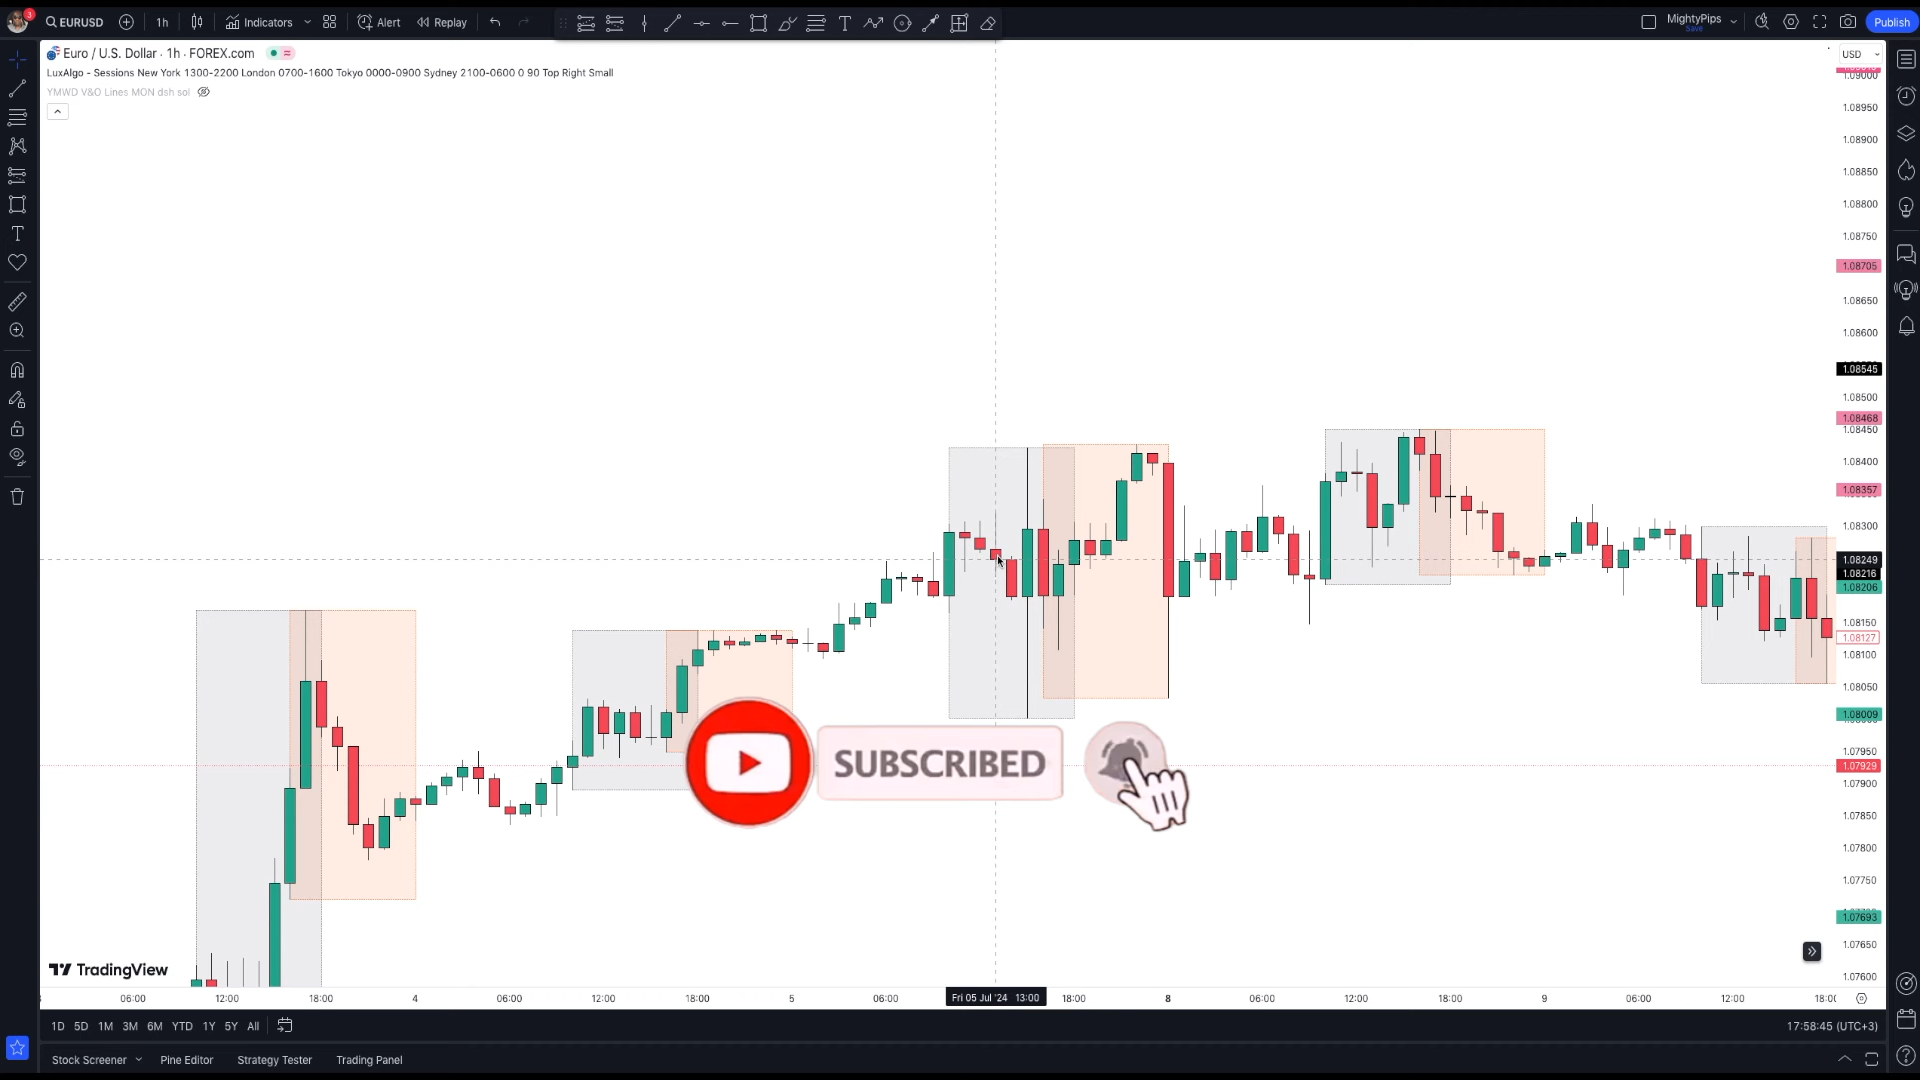 3
EURUSD
1h
Indicators
Alert
Replay
MightyPips
Save
Publish
Euro / U.S. Dollar · 1h · FOREX.com
USD
LuxAlgo - Sessions New York 1300-2200 London 0700-1600 Tokyo 0000-0900 Sydney 2100-0600 0 90 Top Right Small
YMWD V&O Lines MON dsh sol
1.09000
1.08950
1.08900
1.08850
1.08800
1.08750
1.08705
1.08650
1.08600
1.08545
1.08500
1.08468
1.08450
1.08400
1.08357
1.08300
1.08249
1.08216
1.08206
1.08150
1.08127
1.08100
1.08050
1.08009
1.07950
1.07929
1.07900
1.07850
1.07800
1.07750
1.07693
1.07650
1.07600
SUBSCRIBED
TradingView
06:00 12:00 18:00 4 06:00 12:00 18:00 5 06:00 Fri 05 Jul '24 13:00 18:00 8 06:00 12:00 18:00 9 06:00 12:00 18:00
1D 5D 1M 3M 6M YTD 1Y 5Y All
17:58:45 (UTC+3)
Stock Screener Pine Editor Strategy Tester Trading Panel